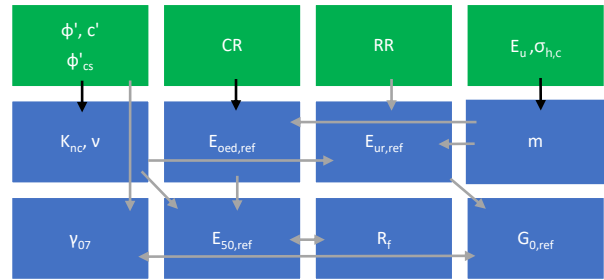 ϕ', c'
ϕ'cs
CR
RR
Eu, σh,c
Knc, ν
Eoed,ref
Eur,ref
m
γ07
E50,ref
Rf
G0,ref